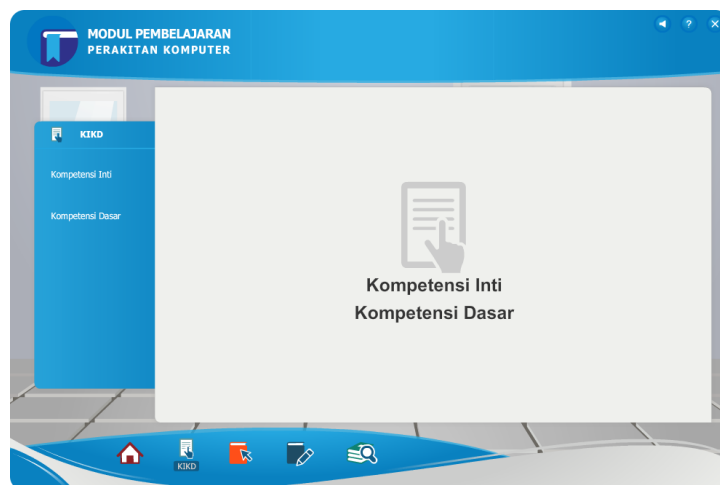 MODUL PEMBELAJARAN
PERAKITAN KOMPUTER
?
KIKD
Kompetensi Inti
Kompetensi Dasar
Kompetensi Inti
Kompetensi Dasar
KIKD